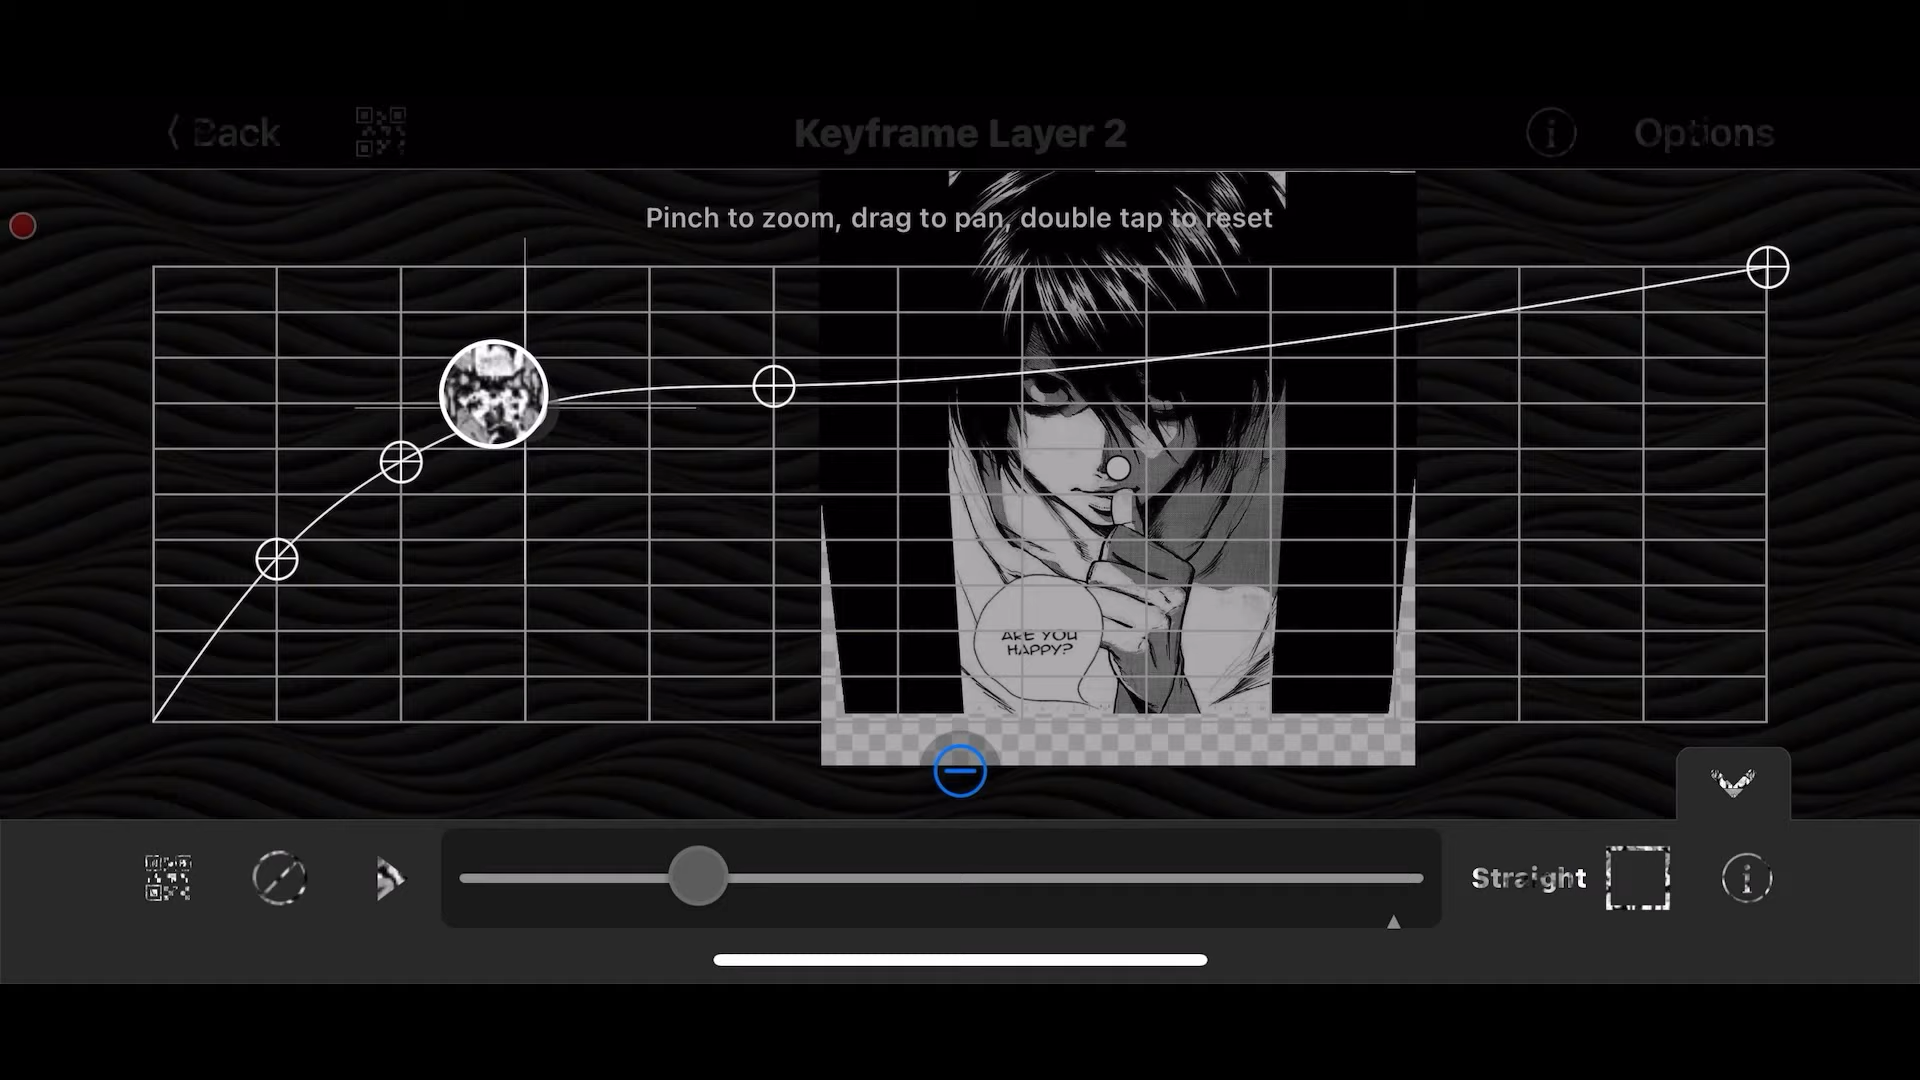 Back
Keyframe Layer 2
Options
Pinch to zoom, drag to pan, double tap to reset
ARE YOU
HAPPY?
Straight